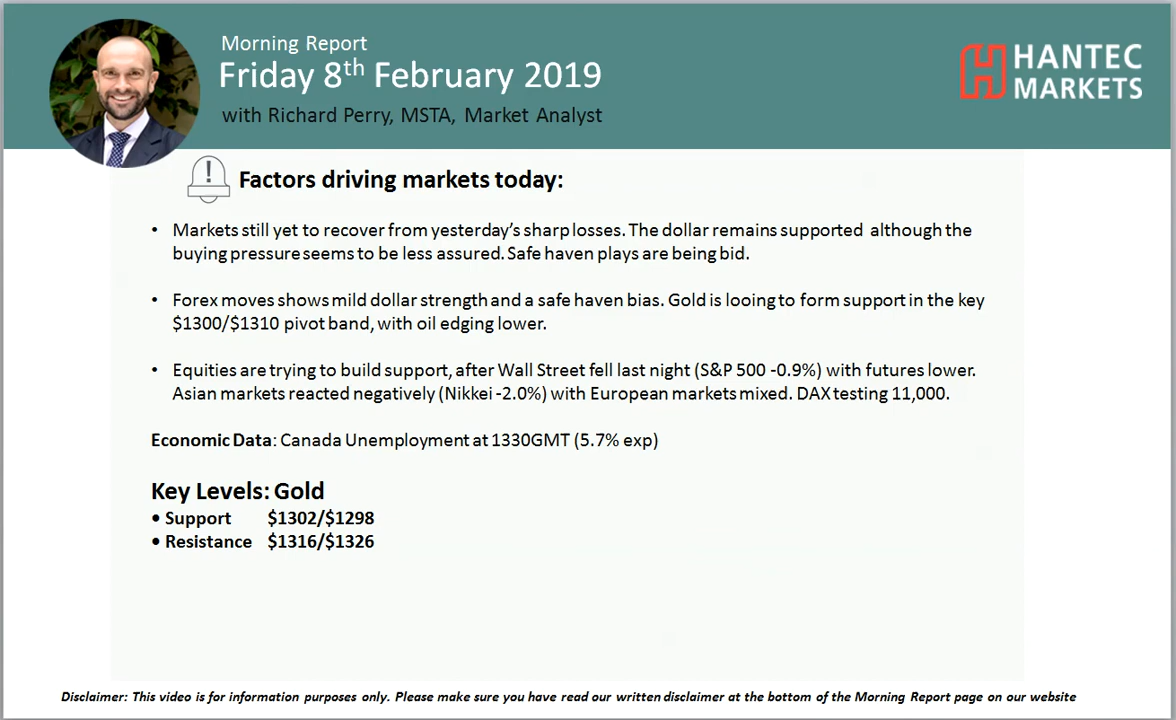 Morning Report
Friday 8th February 2019
with Richard Perry, MSTA, Market Analyst
HANTEC
MARKETS
Factors driving markets today:
• Markets still yet to recover from yesterday's sharp losses. The dollar remains supported although the
buying pressure seems to be less assured. Safe haven plays are being bid.
• Forex moves shows mild dollar strength and a safe haven bias. Gold is looing to form support in the key
$1300/$1310 pivot band, with oil edging lower.
• Equities are trying to build support, after Wall Street fell last night (S&P 500 -0.9%) with futures lower.
Asian markets reacted negatively (Nikkei -2.0%) with European markets mixed. DAX testing 11,000.
Economic Data: Canada Unemployment at 1330GMT (5.7% exp)
Key Levels: Gold
• Support $1302/$1298
• Resistance $1316/$1326
Disclaimer: This video is for information purposes only. Please make sure you have read our written disclaimer at the bottom of the Morning Report page on our website